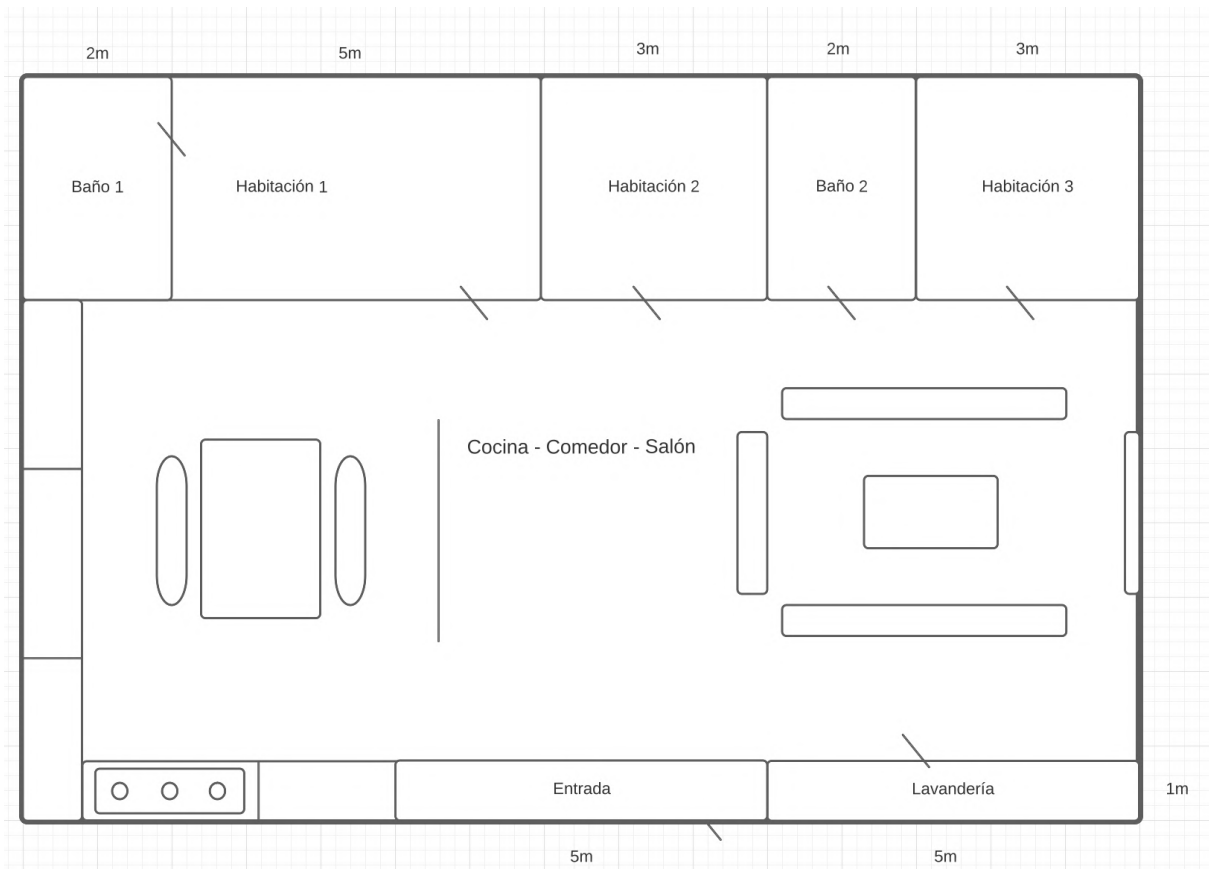 2m
5m
3m
2m
3m
Baño 1
Habitación 1
Habitación 2
Baño 2
Habitación 3
Cocina - Comedor - Salón
Entrada
Lavandería
1m
5m
5m